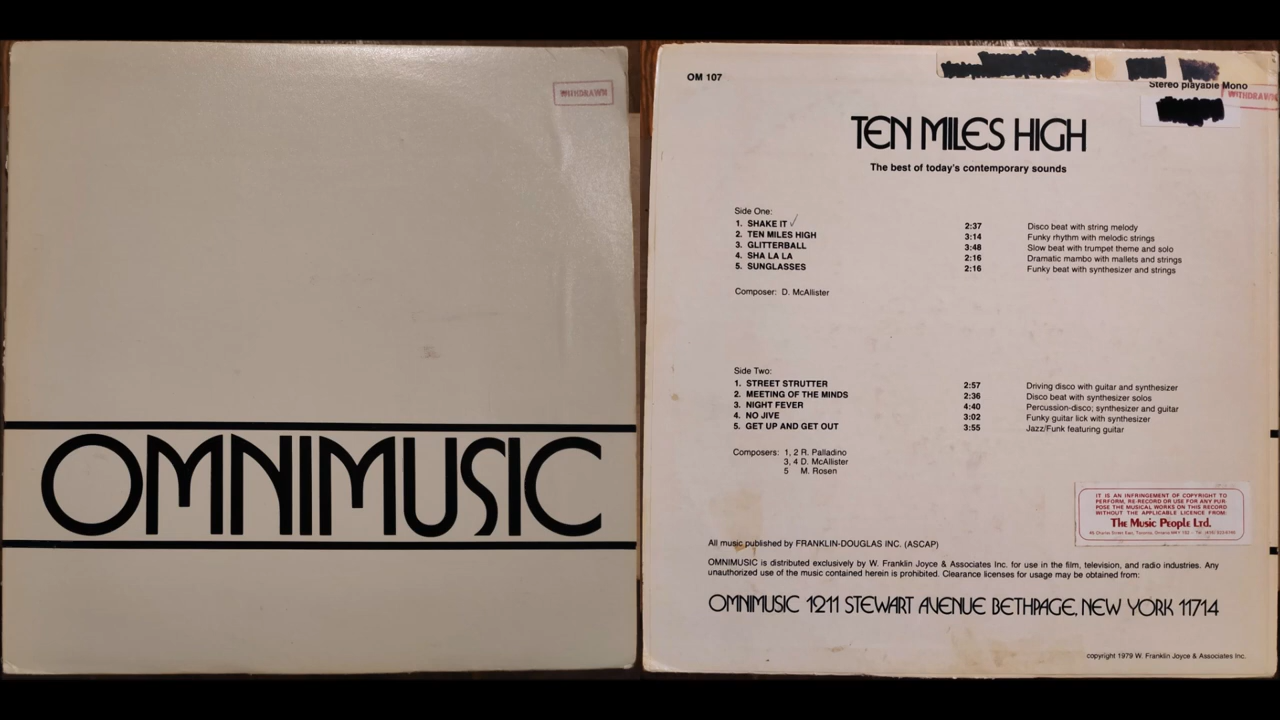 WITHDRAWN
OMNIMUSIC
OM 107
Stereo playable Mono
WITHDRAWN
TEN MILES HIGH
The best of today's contemporary sounds
Side One:
1. SHAKE IT 2:37 Disco beat with string melody
2. TEN MILES HIGH 3:14 Funky rhythm with melodic strings
3. GLITTERBALL 3:48 Slow beat with trumpet theme and solo
4. SHA LA LA 2:16 Dramatic mambo with mallets and strings
5. SUNGLASSES 2:16 Funky beat with synthesizer and strings
Composer: D. McAllister
Side Two:
1. STREET STRUTTER 2:57 Driving disco with guitar and synthesizer
2. MEETING OF THE MINDS 2:36 Disco beat with synthesizer solos
3. NIGHT FEVER 4:40 Percussion-disco; synthesizer and guitar
4. NO JIVE 3:02 Funky guitar lick with synthesizer
5. GET UP AND GET OUT 3:55 Jazz/Funk featuring guitar
Composers: 1, 2 R. Palladino
3, 4 D. McAllister
5 M. Rosen
IT IS AN INFRINGEMENT OF COPYRIGHT TO
PERFORM, RE-RECORD OR USE FOR ANY PUR-
POSE THE MUSICAL WORKS ON THIS RECORD
WITHOUT THE APPLICABLE LICENCE FROM:
The Music People Ltd.
All music published by FRANKLIN-DOUGLAS INC. (ASCAP)
OMNIMUSIC is distributed exclusively by W. Franklin Joyce & Associates Inc. for use in the film, television, and radio industries. Any
unauthorized use of the music contained herein is prohibited. Clearance licenses for usage may be obtained from:
OMNIMUSIC 1211 STEWART AVENUE BETHPAGE, NEW YORK 11714
copyright 1979 W. Franklin Joyce & Associates Inc.